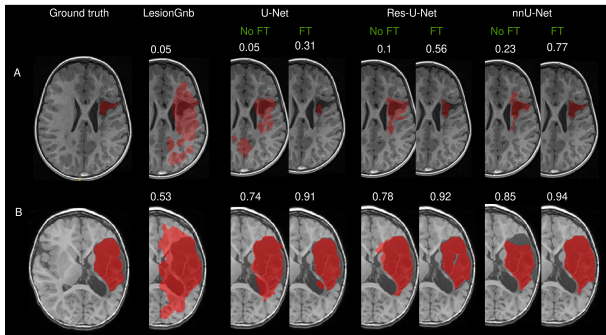 Ground truth LesionGnb U-Net Res-U-Net nnU-Net
No FT FT No FT FT No FT FT
0.05 0.05 0.31 0.1 0.56 0.23 0.77
A
0.53 0.74 0.91 0.78 0.92 0.85 0.94
B